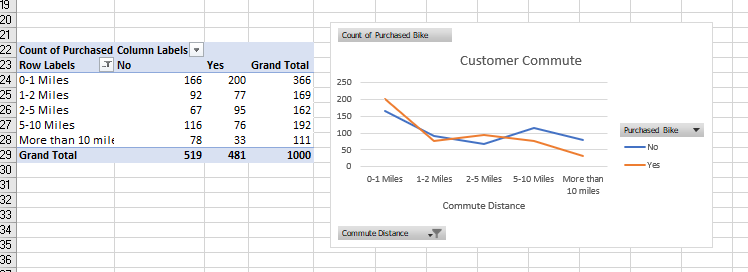 19
20
21
22 Count of Purchased Column Labels
23 Row Labels No Yes Grand Total
24 0-1 Miles 166 200 366
25 1-2 Miles 92 77 169
26 2-5 Miles 67 95 162
27 5-10 Miles 116 76 192
28 More than 10 mile 78 33 111
29 Grand Total 519 481 1000
30
31
32
33
34
35
36
Count of Purchased Bike
Customer Commute
250
200
150
100
50
0
0-1 Miles 1-2 Miles 2-5 Miles 5-10 Miles More than
10 miles
Commute Distance
Purchased Bike
No
Yes
Commute Distance